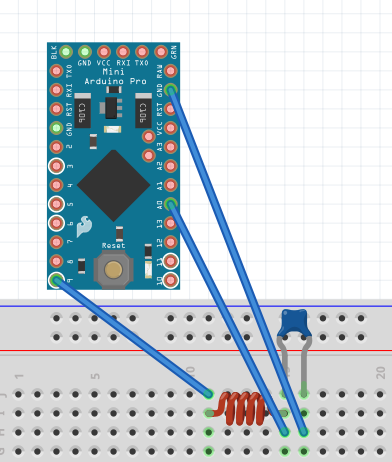 BLK GND VCC RXI TXO GRN
Mini
Arduino Pro
TXO
RXI
RST
GND
2
3
4
5
6
7
8
9
RAW
GND
RST
VCC
A3
A2
A1
A0
13
12
11
10
Reset
1 5 10 15 20
J
I
H